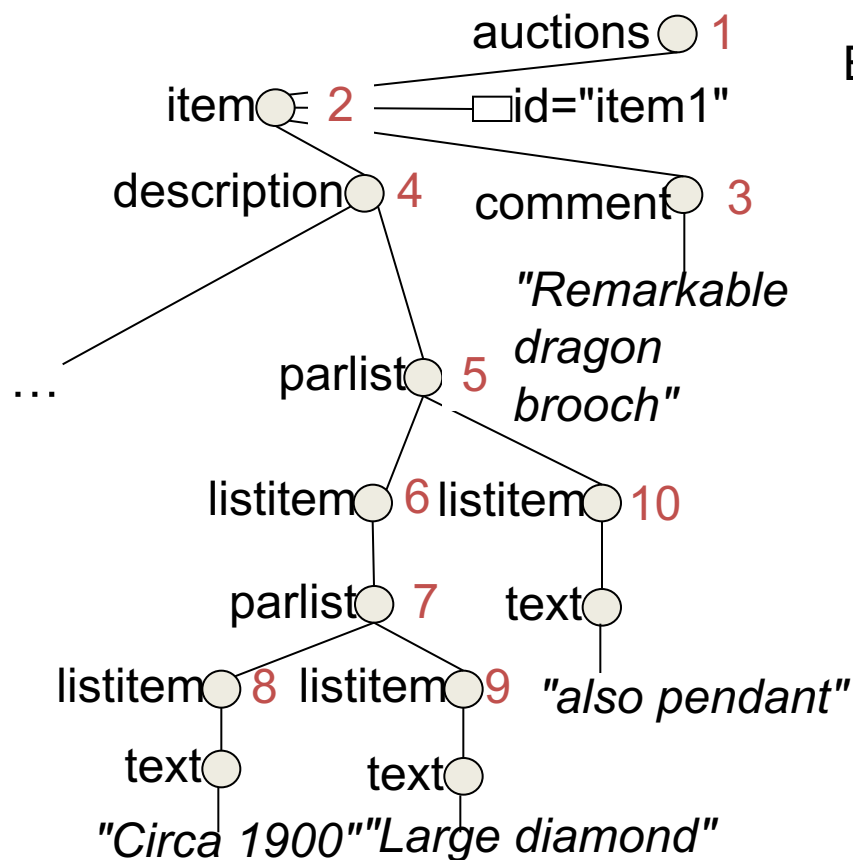 auctions 1
E
item 2 id="item1"
description 4 comment 3
"Remarkable
dragon
brooch"
...
parlist 5
listitem 6 listitem 10
parlist 7 text
listitem 8 listitem 9 "also pendant"
text text
"Circa 1900" "Large diamond"